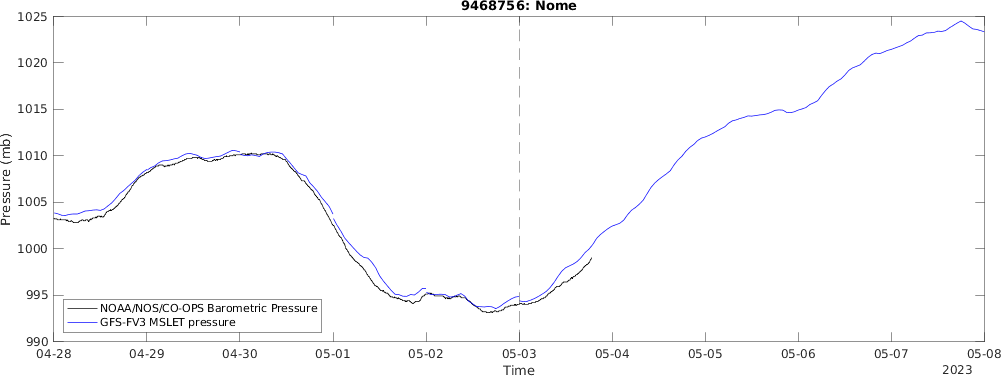 9468756: Nome
Pressure (mb)
1025
1020
1015
1010
1005
1000
995
990
NOAA/NOS/CO-OPS Barometric Pressure
GFS-FV3 MSLET pressure
04-28 04-29 04-30 05-01 05-02 05-03 05-04 05-05 05-06 05-07 05-08
Time
2023